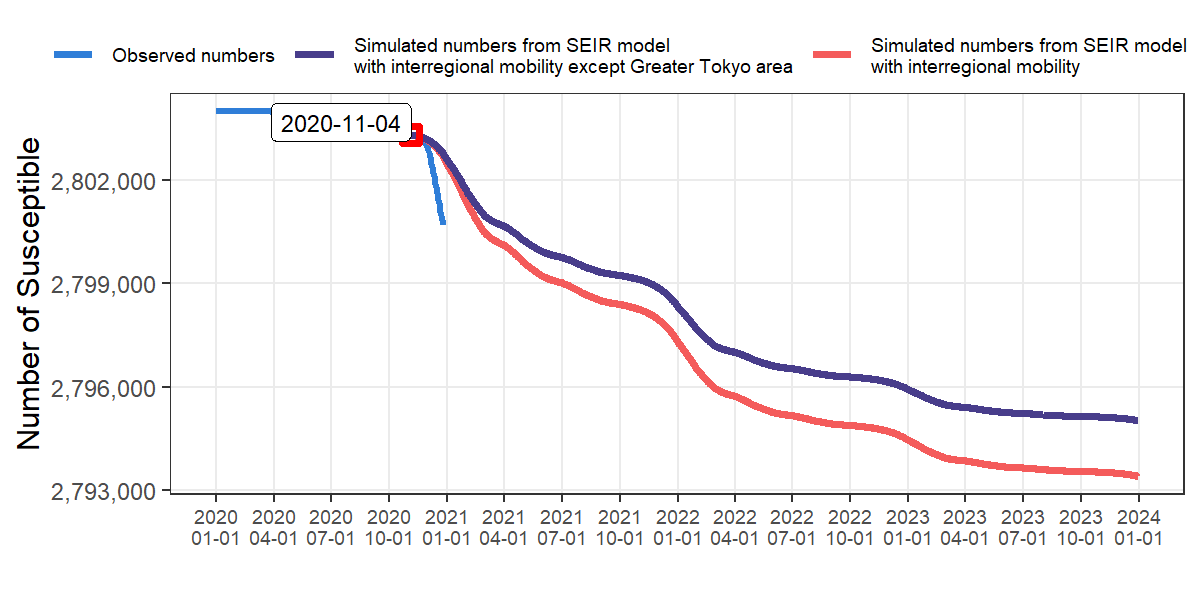 Observed numbers
Simulated numbers from SEIR model
with interregional mobility except Greater Tokyo area
Simulated numbers from SEIR model
with interregional mobility
Number of Susceptible
2,802,000
2,799,000
2,796,000
2,793,000
2020-11-04
2020 2020 2020 2020 2021 2021 2021 2021 2022 2022 2022 2022 2023 2023 2023 2023 2024
01-01 04-01 07-01 10-01 01-01 04-01 07-01 10-01 01-01 04-01 07-01 10-01 01-01 04-01 07-01 10-01 01-01